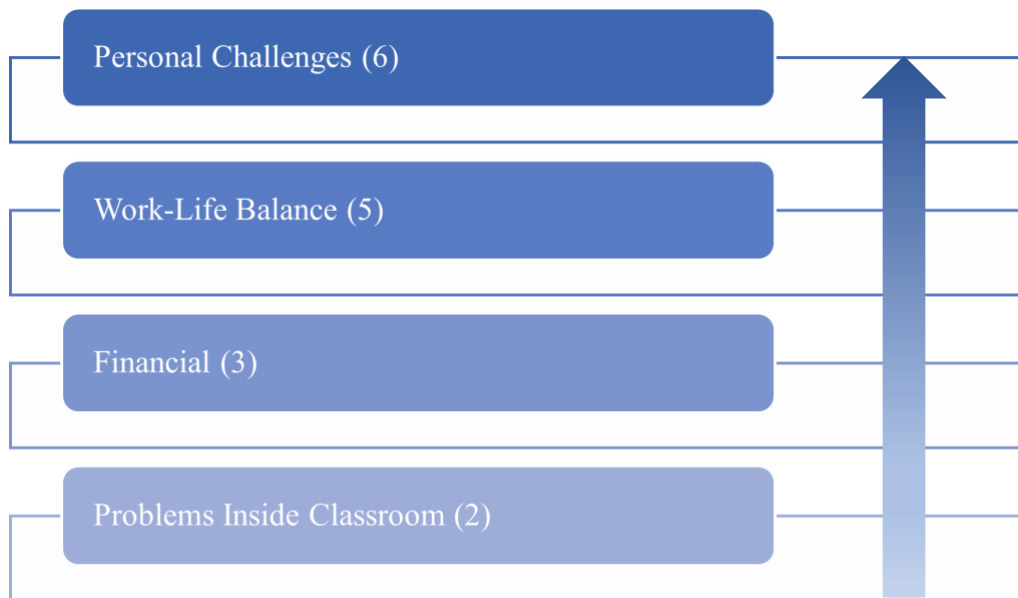 Personal Challenges (6)
Work-Life Balance (5)
Financial (3)
Problems Inside Classroom (2)